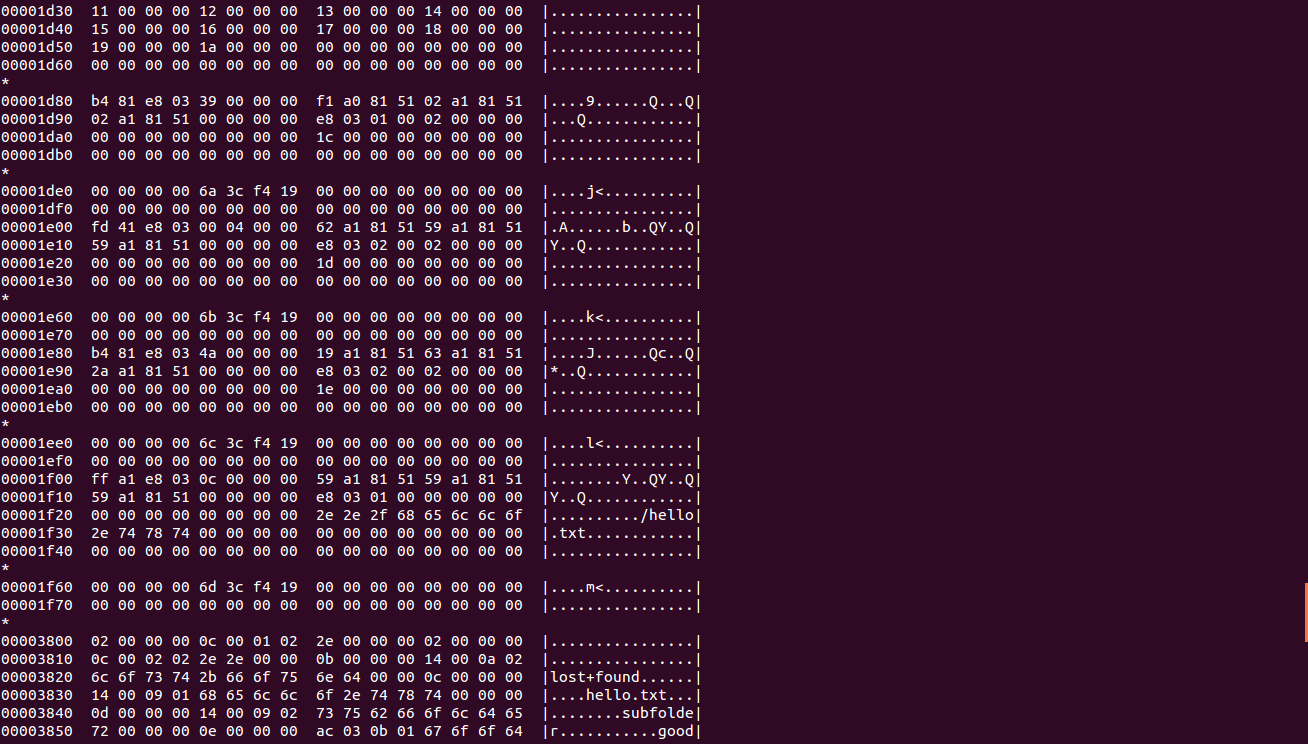 00001d30  11 00 00 00 12 00 00 00  13 00 00 00 14 00 00 00  |................|
00001d40  15 00 00 00 16 00 00 00  17 00 00 00 18 00 00 00  |................|
00001d50  19 00 00 00 1a 00 00 00  00 00 00 00 00 00 00 00  |................|
00001d60  00 00 00 00 00 00 00 00  00 00 00 00 00 00 00 00  |................|
*
00001d80  b4 81 e8 03 39 00 00 00  f1 a0 81 51 02 a1 81 51  |....9......Q...Q|
00001d90  02 a1 81 51 00 00 00 00  e8 03 01 00 02 00 00 00  |...Q............|
00001da0  00 00 00 00 00 00 00 00  1c 00 00 00 00 00 00 00  |................|
00001db0  00 00 00 00 00 00 00 00  00 00 00 00 00 00 00 00  |................|
*
00001de0  00 00 00 00 6a 3c f4 19  00 00 00 00 00 00 00 00  |....j<..........|
00001df0  00 00 00 00 00 00 00 00  00 00 00 00 00 00 00 00  |................|
00001e00  fd 41 e8 03 00 04 00 00  62 a1 81 51 59 a1 81 51  |.A......b..QY..Q|
00001e10  59 a1 81 51 00 00 00 00  e8 03 02 00 02 00 00 00  |Y..Q............|
00001e20  00 00 00 00 00 00 00 00  1d 00 00 00 00 00 00 00  |................|
00001e30  00 00 00 00 00 00 00 00  00 00 00 00 00 00 00 00  |................|
*
00001e60  00 00 00 00 6b 3c f4 19  00 00 00 00 00 00 00 00  |....k<..........|
00001e70  00 00 00 00 00 00 00 00  00 00 00 00 00 00 00 00  |................|
00001e80  b4 81 e8 03 4a 00 00 00  19 a1 81 51 63 a1 81 51  |....J......Qc..Q|
00001e90  2a a1 81 51 00 00 00 00  e8 03 02 00 02 00 00 00  |*..Q............|
00001ea0  00 00 00 00 00 00 00 00  1e 00 00 00 00 00 00 00  |................|
00001eb0  00 00 00 00 00 00 00 00  00 00 00 00 00 00 00 00  |................|
*
00001ee0  00 00 00 00 6c 3c f4 19  00 00 00 00 00 00 00 00  |....l<..........|
00001ef0  00 00 00 00 00 00 00 00  00 00 00 00 00 00 00 00  |................|
00001f00  ff a1 e8 03 0c 00 00 00  59 a1 81 51 59 a1 81 51  |........Y..QY..Q|
00001f10  59 a1 81 51 00 00 00 00  e8 03 01 00 00 00 00 00  |Y..Q............|
00001f20  00 00 00 00 00 00 00 00  2e 2e 2f 68 65 6c 6c 6f  |........../hello|
00001f30  2e 74 78 74 00 00 00 00  00 00 00 00 00 00 00 00  |.txt............|
00001f40  00 00 00 00 00 00 00 00  00 00 00 00 00 00 00 00  |................|
*
00001f60  00 00 00 00 6d 3c f4 19  00 00 00 00 00 00 00 00  |....m<..........|
00001f70  00 00 00 00 00 00 00 00  00 00 00 00 00 00 00 00  |................|
*
00003800  02 00 00 00 0c 00 01 02  2e 00 00 00 02 00 00 00  |................|
00003810  0c 00 02 02 2e 2e 00 00  0b 00 00 00 14 00 0a 02  |................|
00003820  6c 6f 73 74 2b 66 6f 75  6e 64 00 00 0c 00 00 00  |lost+found......|
00003830  14 00 09 01 68 65 6c 6c  6f 2e 74 78 74 00 00 00  |....hello.txt...|
00003840  0d 00 00 00 14 00 09 02  73 75 62 66 6f 6c 64 65  |........subfolde|
00003850  72 00 00 00 0e 00 00 00  ac 03 0b 01 67 6f 6f 64  |r...........good|